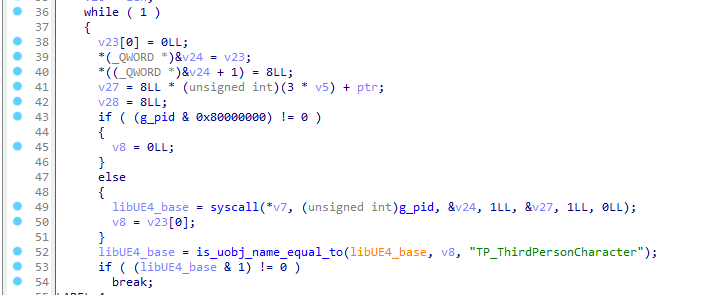 36 while ( 1 )
37 {
38 v23[0] = 0LL;
39 *(_QWORD *)&v24 = v23;
40 *((_QWORD *)&v24 + 1) = 8LL;
41 v27 = 8LL * (unsigned int)(3 * v5) + ptr;
42 v28 = 8LL;
43 if ( (g_pid & 0x80000000) != 0 )
44 {
45 v8 = 0LL;
46 }
47 else
48 {
49 libUE4_base = syscall(*v7, (unsigned int)g_pid, &v24, 1LL, &v27, 1LL, 0LL);
50 v8 = v23[0];
51 }
52 libUE4_base = is_uobj_name_equal_to(libUE4_base, v8, "TP_ThirdPersonCharacter");
53 if ( (libUE4_base & 1) != 0 )
54 break;